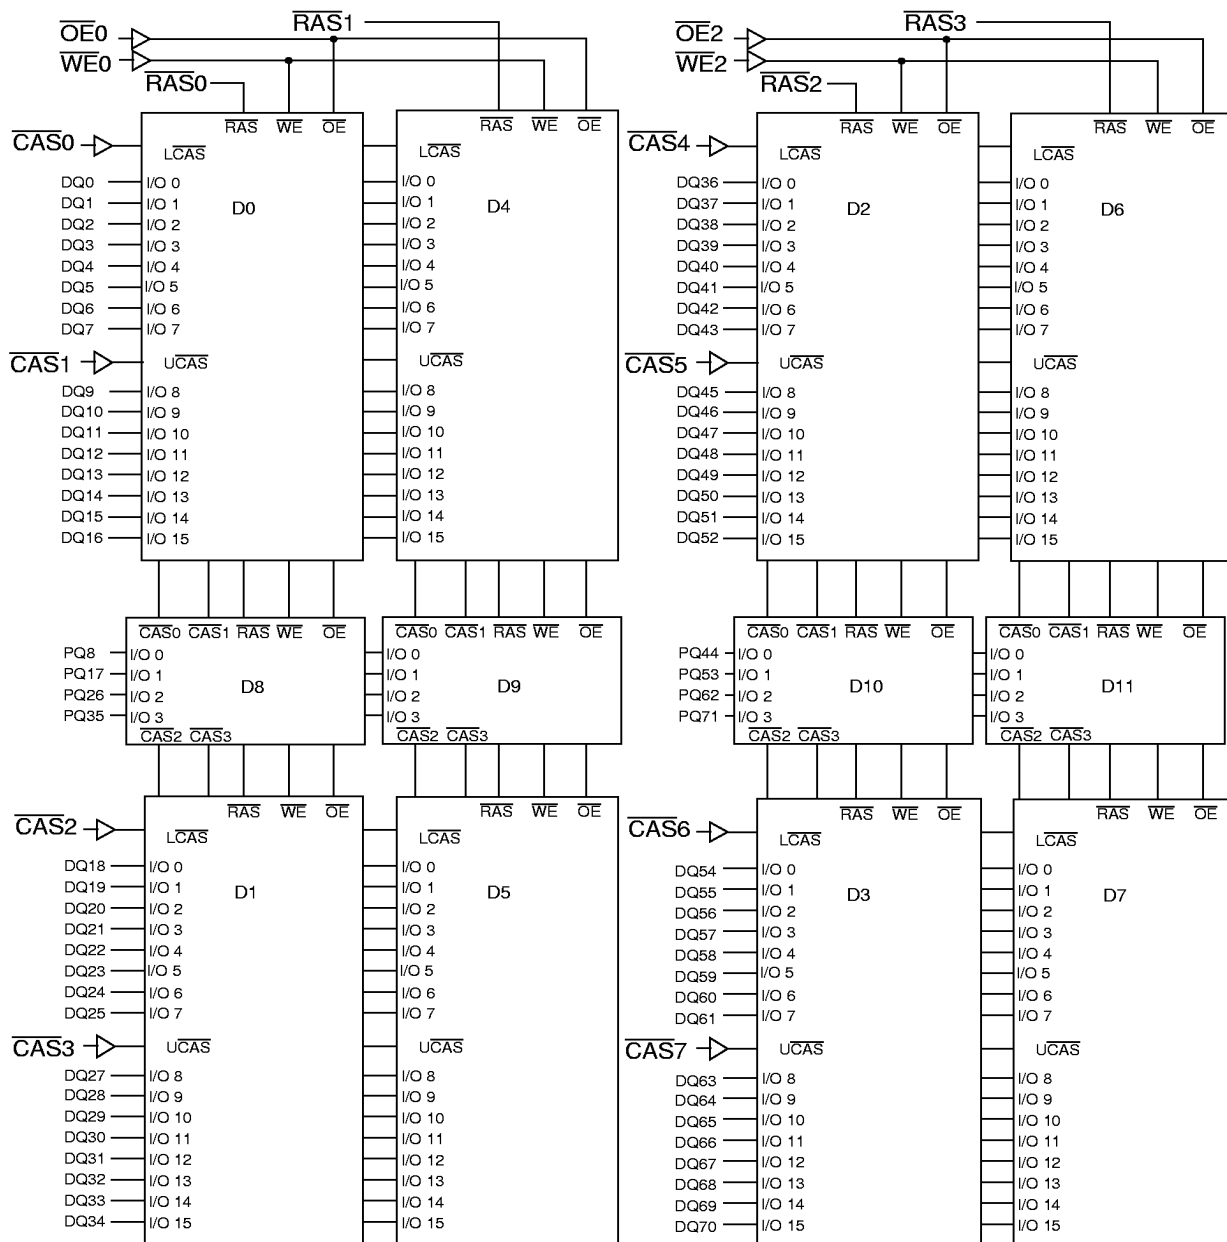 RAS1 RAS3
OE0 OE2
WE0 WE2
RAS0 RAS2
RAS WE OE RAS WE OE RAS WE OE RAS WE OE
CAS0 LCAS LCAS CAS4 LCAS LCAS
DQ0 I/O 0 I/O 0 DQ36 I/O 0 I/O 0
DQ1 I/O 1 D0 I/O 1 D4 DQ37 I/O 1 D2 I/O 1 D6
DQ2 I/O 2 I/O 2 DQ38 I/O 2 I/O 2
DQ3 I/O 3 I/O 3 DQ39 I/O 3 I/O 3
DQ4 I/O 4 I/O 4 DQ40 I/O 4 I/O 4
DQ5 I/O 5 I/O 5 DQ41 I/O 5 I/O 5
DQ6 I/O 6 I/O 6 DQ42 I/O 6 I/O 6
DQ7 I/O 7 I/O 7 DQ43 I/O 7 I/O 7
CAS1 UCAS UCAS CAS5 UCAS UCAS
DQ9 I/O 8 I/O 8 DQ45 I/O 8 I/O 8
DQ10 I/O 9 I/O 9 DQ46 I/O 9 I/O 9
DQ11 I/O 10 I/O 10 DQ47 I/O 10 I/O 10
DQ12 I/O 11 I/O 11 DQ48 I/O 11 I/O 11
DQ13 I/O 12 I/O 12 DQ49 I/O 12 I/O 12
DQ14 I/O 13 I/O 13 DQ50 I/O 13 I/O 13
DQ15 I/O 14 I/O 14 DQ51 I/O 14 I/O 14
DQ16 I/O 15 I/O 15 DQ52 I/O 15 I/O 15
CAS0 CAS1 RAS WE OE CAS0 CAS1 RAS WE OE CAS0 CAS1 RAS WE OE CAS0 CAS1 RAS WE OE
PQ8 I/O 0 I/O 0 PQ44 I/O 0 I/O 0
PQ17 I/O 1 D8 I/O 1 D9 PQ53 I/O 1 D10 I/O 1 D11
PQ26 I/O 2 I/O 2 PQ62 I/O 2 I/O 2
PQ35 I/O 3 I/O 3 PQ71 I/O 3 I/O 3
CAS2 CAS3 CAS2 CAS3 CAS2 CAS3 CAS2 CAS3
RAS WE OE RAS WE OE RAS WE OE RAS WE OE
CAS2 LCAS LCAS CAS6 LCAS LCAS
DQ18 I/O 0 I/O 0 DQ54 I/O 0 I/O 0
DQ19 I/O 1 D1 I/O 1 D5 DQ55 I/O 1 D3 I/O 1 D7
DQ20 I/O 2 I/O 2 DQ56 I/O 2 I/O 2
DQ21 I/O 3 I/O 3 DQ57 I/O 3 I/O 3
DQ22 I/O 4 I/O 4 DQ58 I/O 4 I/O 4
DQ23 I/O 5 I/O 5 DQ59 I/O 5 I/O 5
DQ24 I/O 6 I/O 6 DQ60 I/O 6 I/O 6
DQ25 I/O 7 I/O 7 DQ61 I/O 7 I/O 7
CAS3 UCAS UCAS CAS7 UCAS UCAS
DQ27 I/O 8 I/O 8 DQ63 I/O 8 I/O 8
DQ28 I/O 9 I/O 9 DQ64 I/O 9 I/O 9
DQ29 I/O 10 I/O 10 DQ65 I/O 10 I/O 10
DQ30 I/O 11 I/O 11 DQ66 I/O 11 I/O 11
DQ31 I/O 12 I/O 12 DQ67 I/O 12 I/O 12
DQ32 I/O 13 I/O 13 DQ68 I/O 13 I/O 13
DQ33 I/O 14 I/O 14 DQ69 I/O 14 I/O 14
DQ34 I/O 15 I/O 15 DQ70 I/O 15 I/O 15